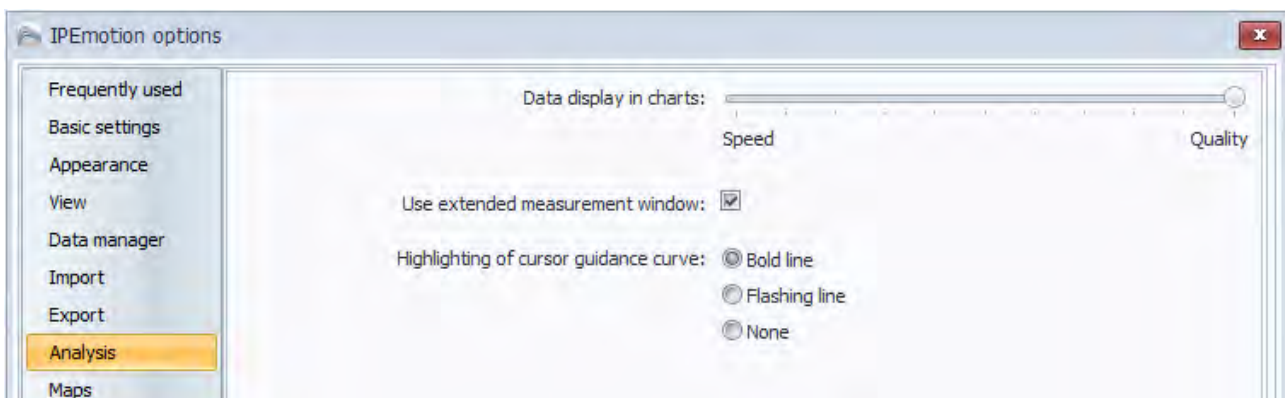 IPEmotion options
Frequently used
Basic settings
Appearance
View
Data manager
Import
Export
Analysis
Maps
Data display in charts:
Speed Quality
Use extended measurement window:
Highlighting of cursor guidance curve: Bold line
Flashing line
None